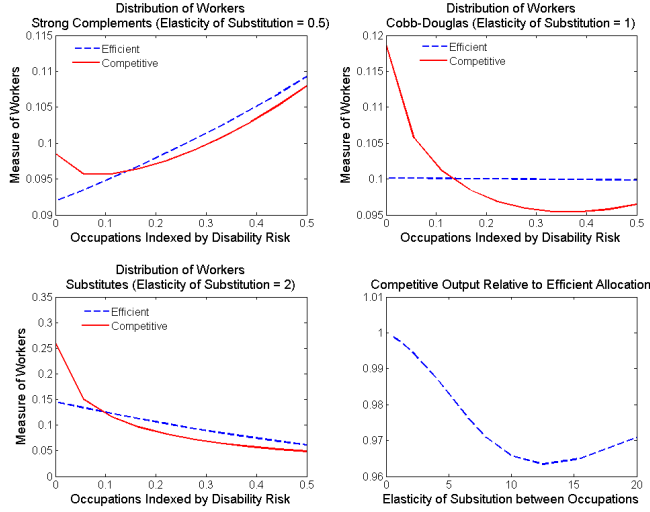 Distribution of Workers
Strong Complements (Elasticity of Substitution = 0.5)
0.115
0.11
0.105
0.1
0.095
0.09
Measure of Workers
Efficient
Competitive
0
0.1
0.2
0.3
0.4
0.5
Occupations Indexed by Disability Risk
Distribution of Workers
Cobb-Douglas (Elasticity of Substitution = 1)
0.12
0.115
0.11
0.105
0.1
0.095
Measure of Workers
Efficient
Competitive
0
0.1
0.2
0.3
0.4
0.5
Occupations Indexed by Disability Risk
Distribution of Workers
Substitutes (Elasticity of Substitution = 2)
0.35
0.3
0.25
0.2
0.15
0.1
0.05
0
Measure of Workers
Efficient
Competitive
0
0.1
0.2
0.3
0.4
0.5
Occupations Indexed by Disability Risk
Competitive Output Relative to Efficient Allocation
1.01
1
0.99
0.98
0.97
0.96
0
5
10
15
20
Elasticity of Subsitution between Occupations